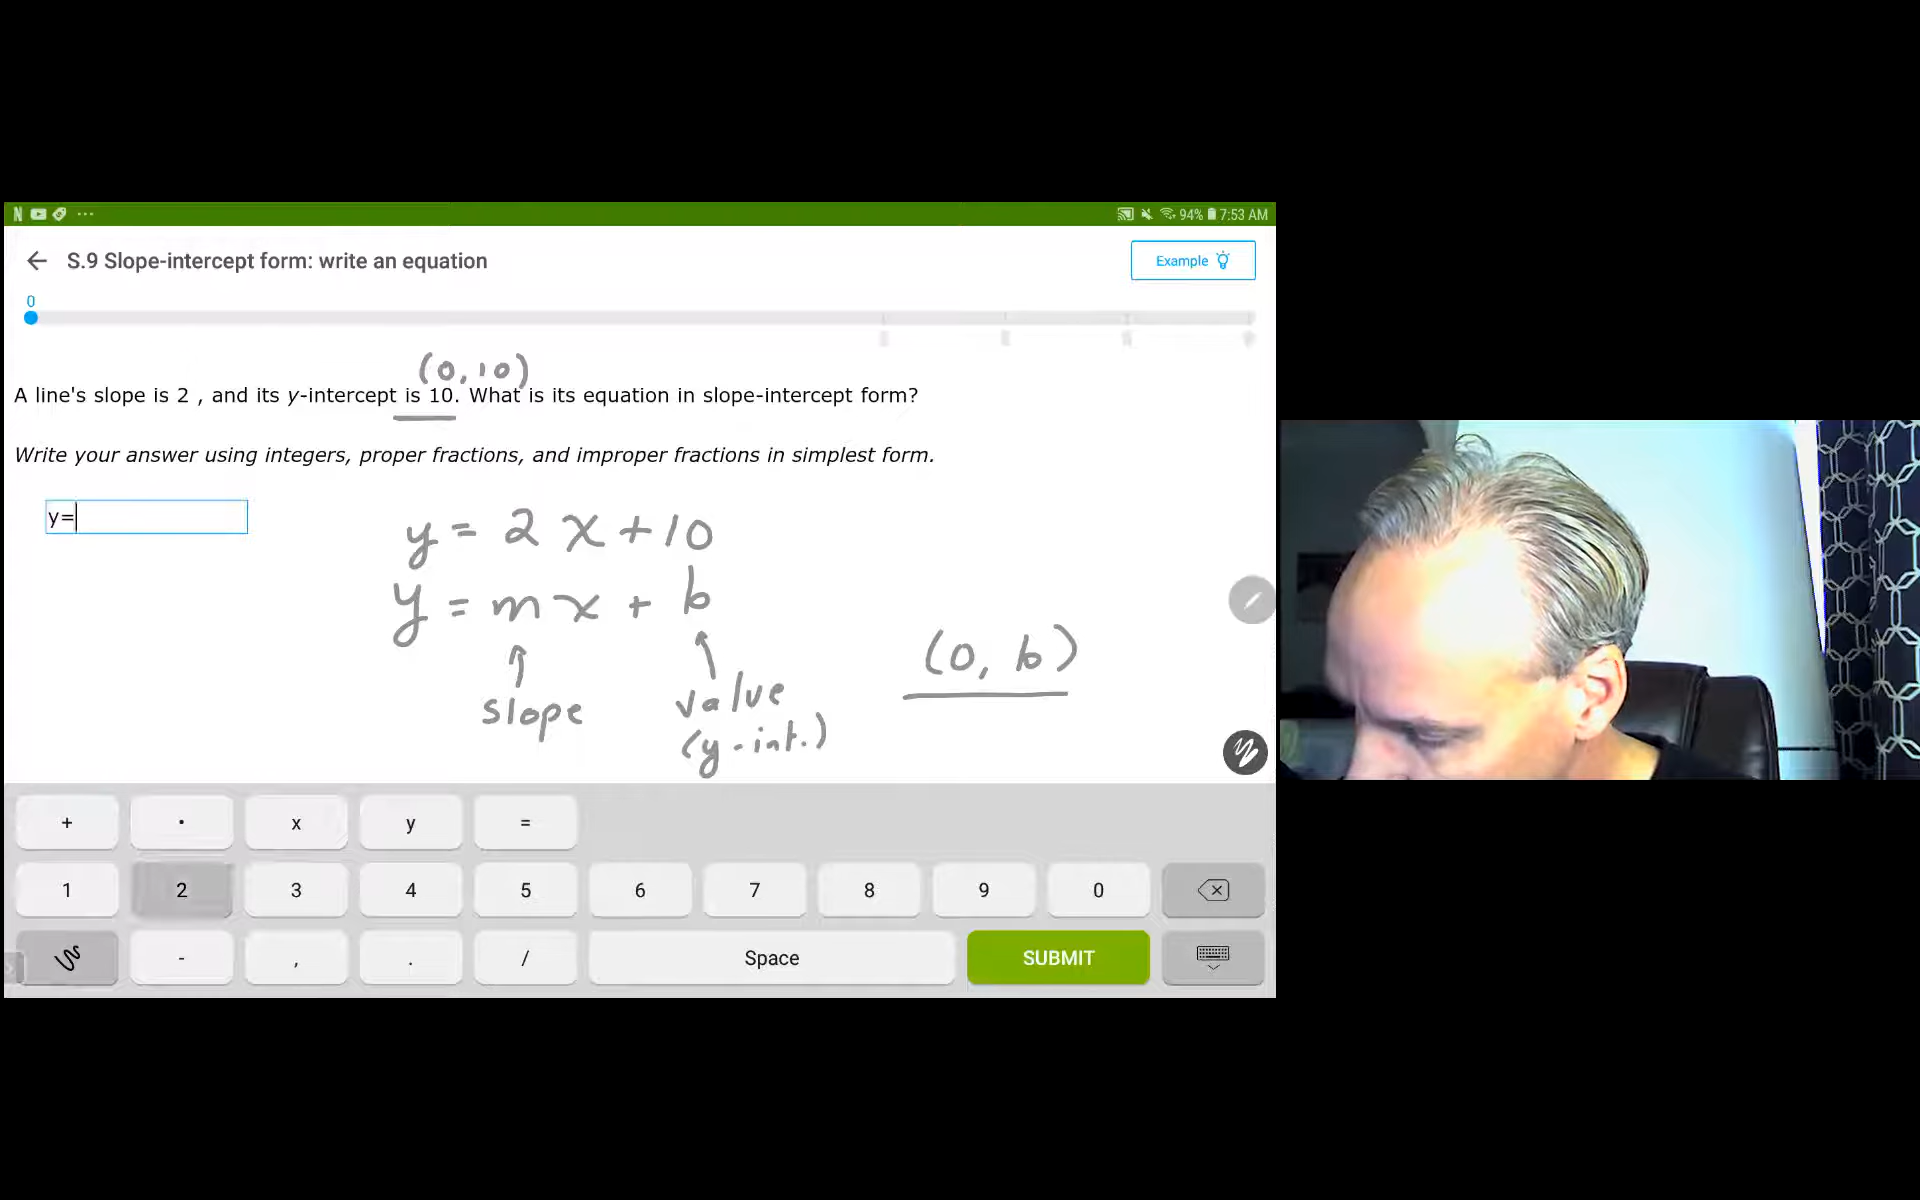 N ... 94% 7:53 AM
S.9 Slope-intercept form: write an equation
Example
0
(0,10)
A line's slope is 2 , and its y-intercept is 10. What is its equation in slope-intercept form?
Write your answer using integers, proper fractions, and improper fractions in simplest form.
y=
y = 2 x + 10
y = mx + b
(0, b)
slope
value
(y-int.)
+ · x y =
1 2 3 4 5 6 7 8 9 0
- , . / Space SUBMIT